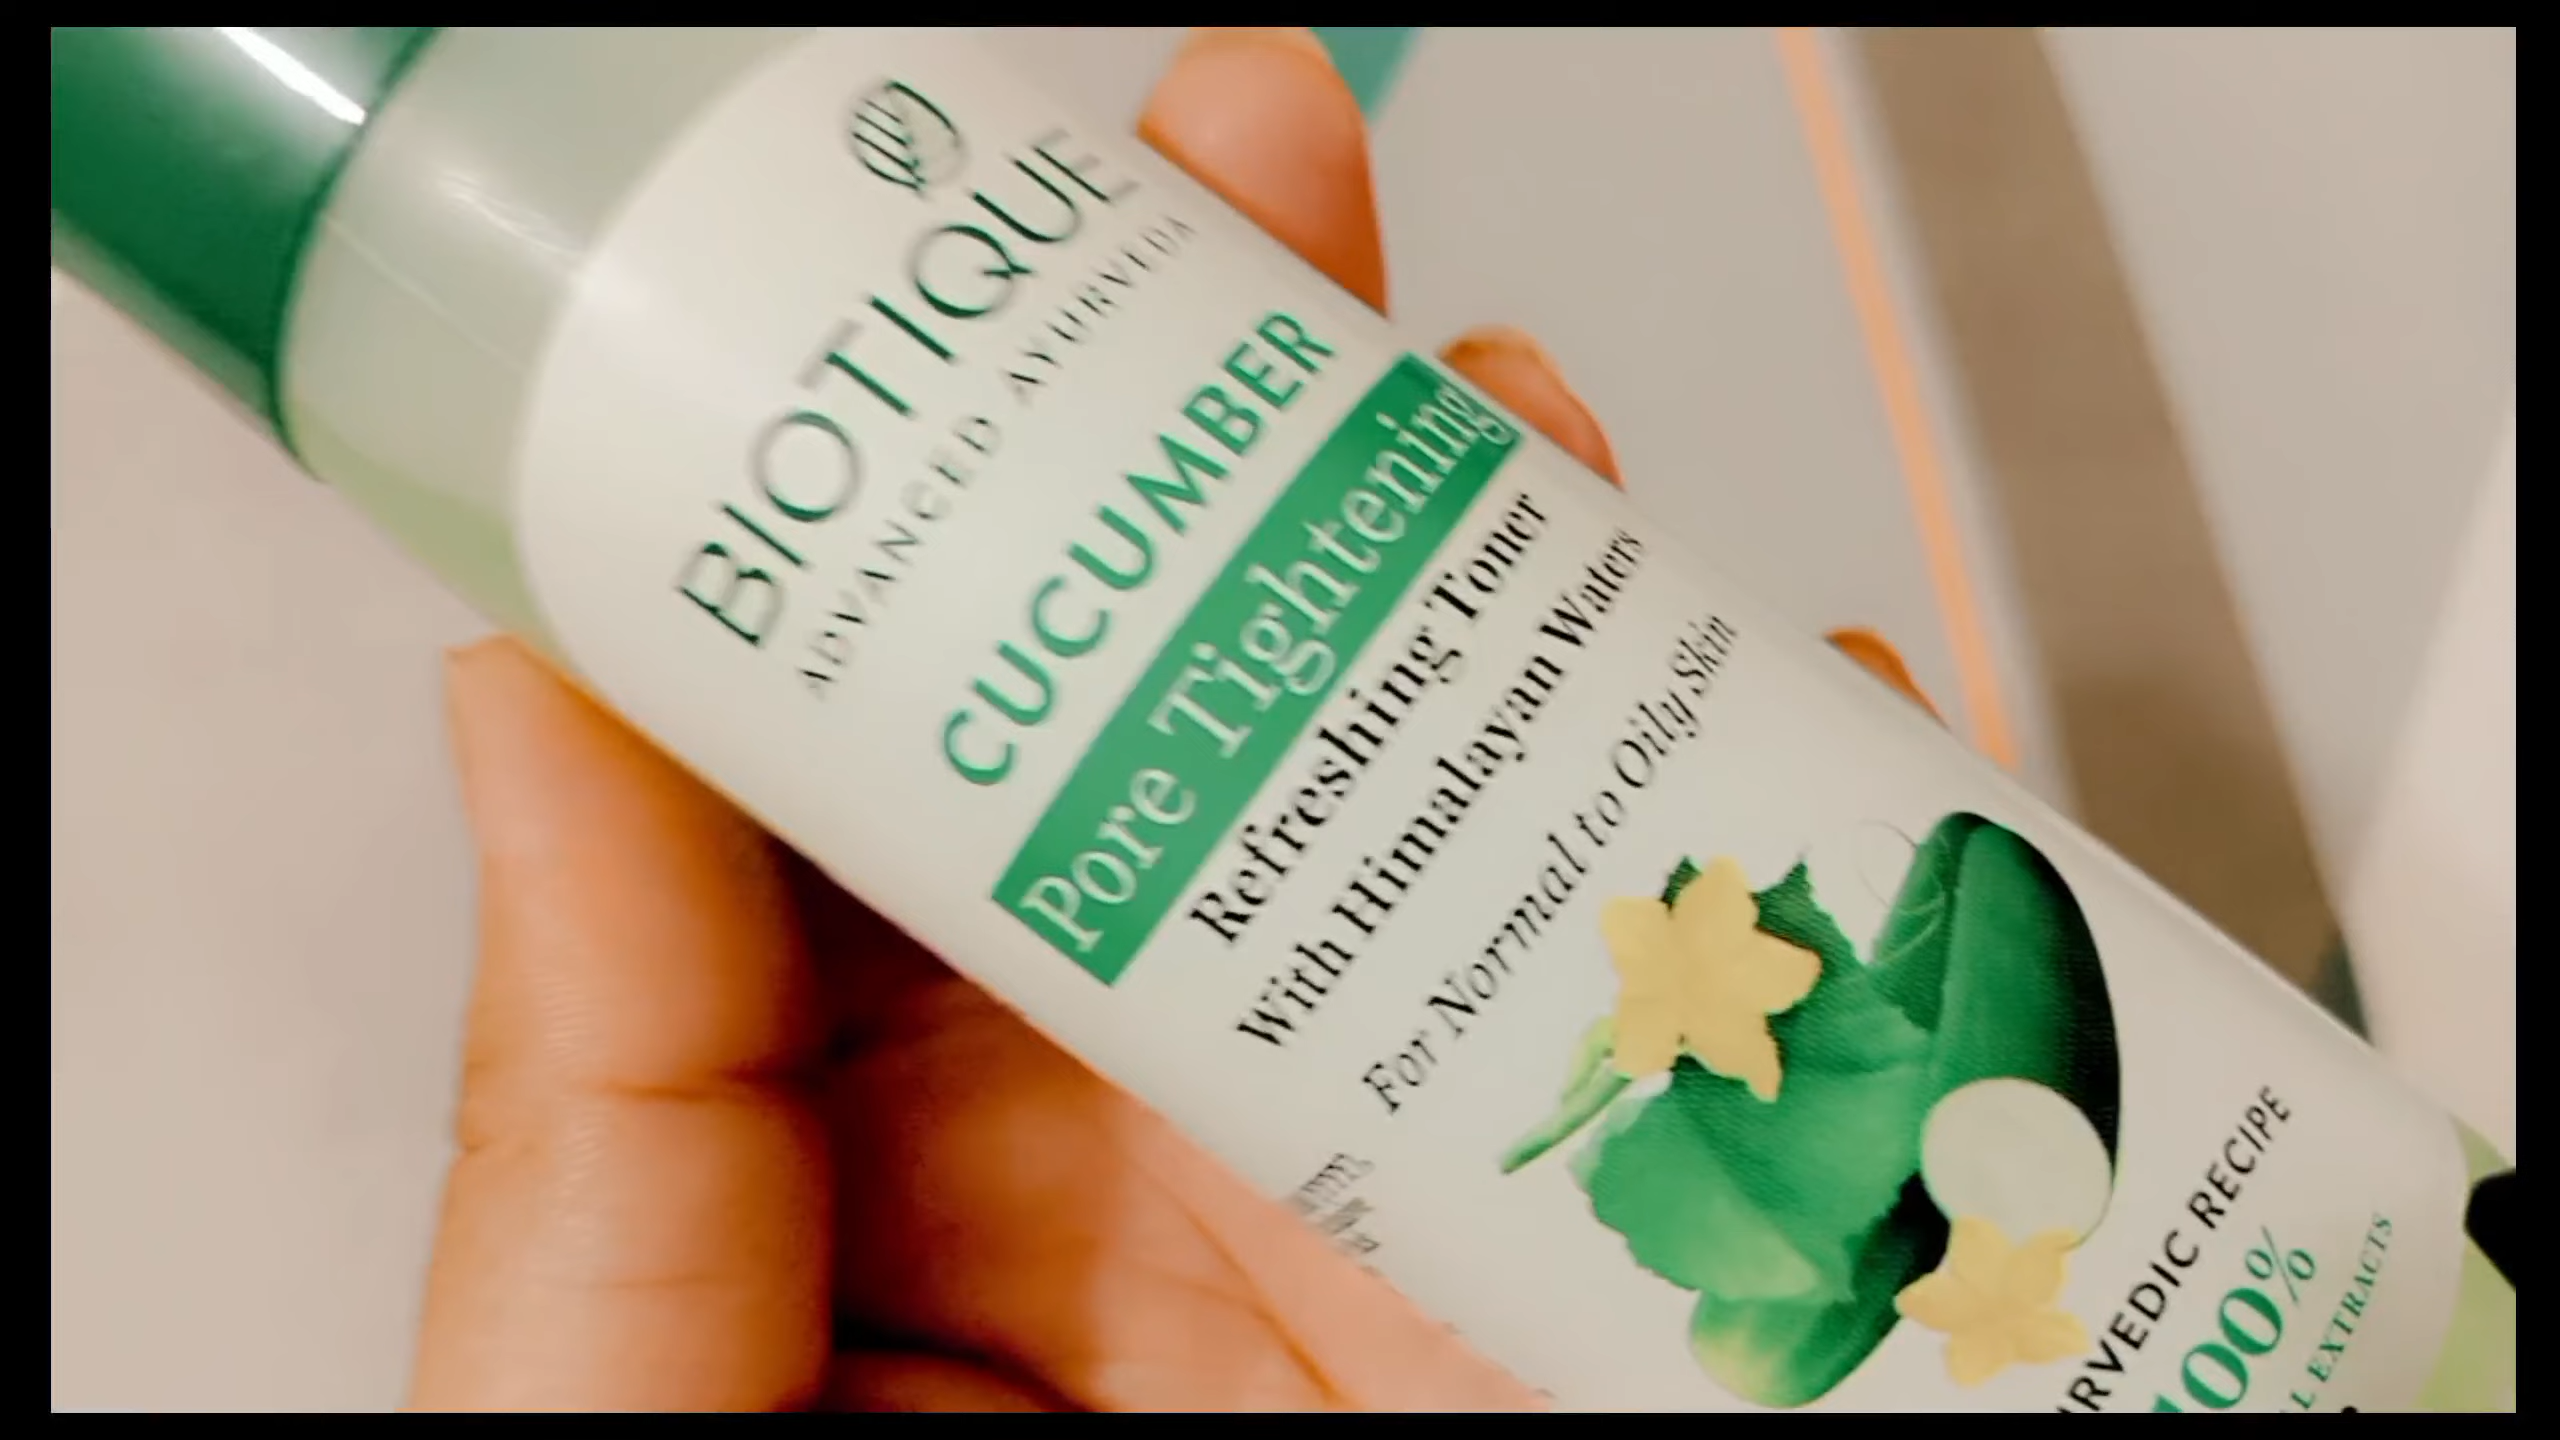 BIOTIQUE
ADVANCED AYURVEDA
CUCUMBER
Pore Tightening
Refreshing Toner
With Himalayan Waters
For Normal to Oily Skin
RVEDIC RECIPE
100%
L EXTRACTS